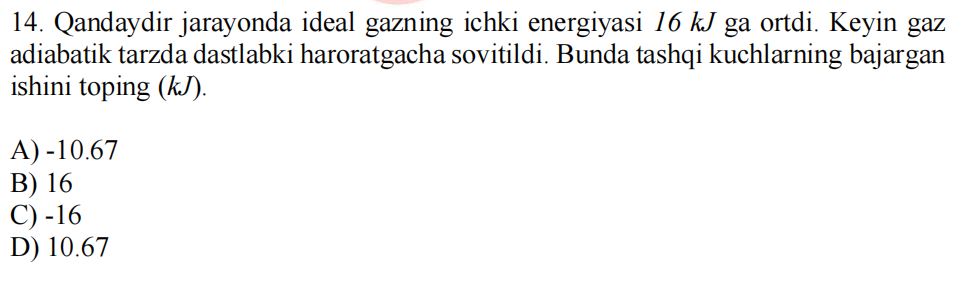 14. Qandaydir jarayonda ideal gazning ichki energiyasi 16 kJ ga ortdi. Keyin gaz
adiabatik tarzda dastlabki haroratgacha sovitildi. Bunda tashqi kuchlarning bajargan
ishini toping (kJ).
A) -10.67
B) 16
C) -16
D) 10.67